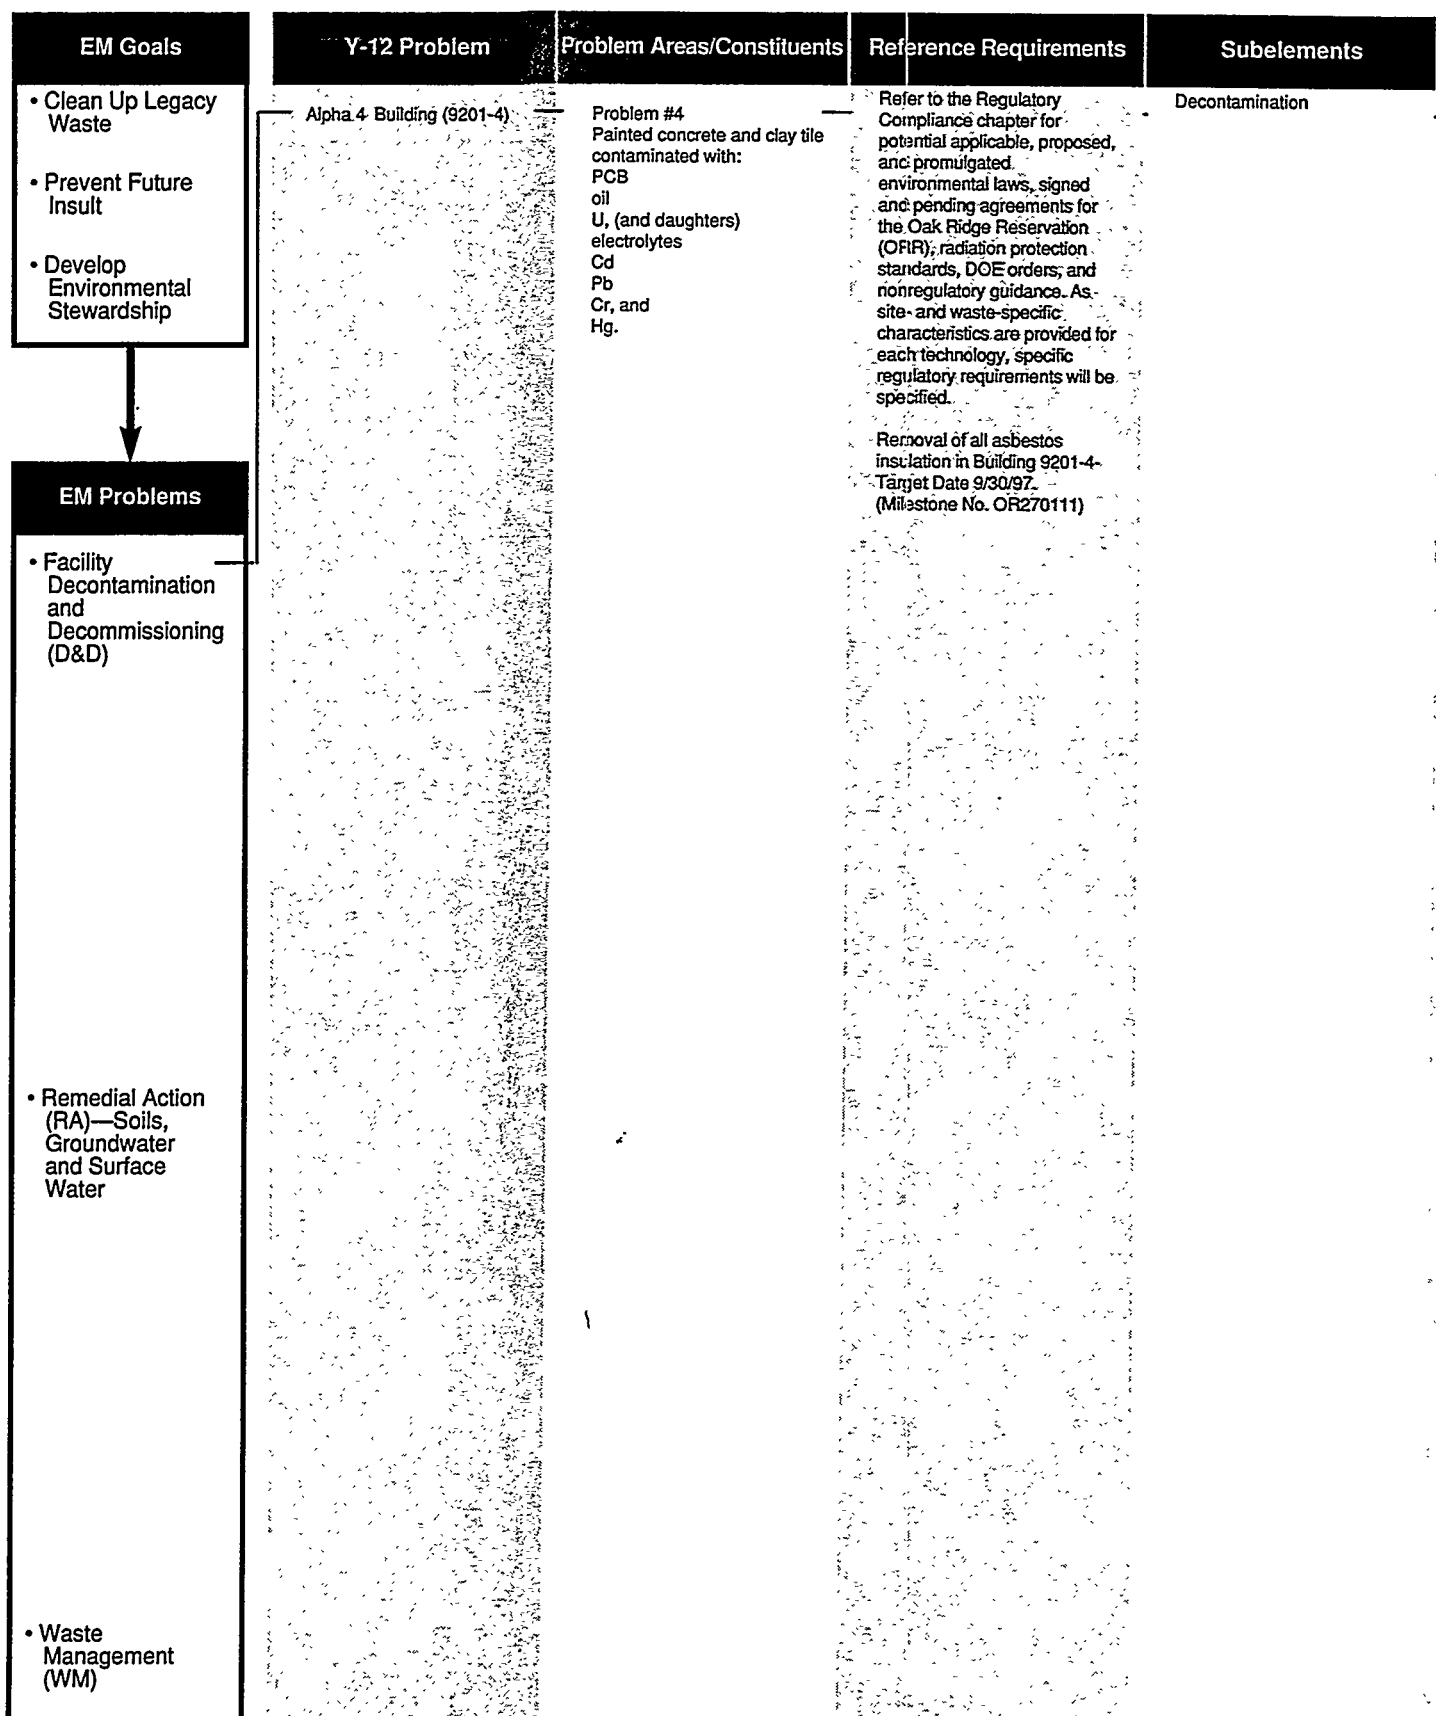 EM Goals
• Clean Up Legacy
Waste
• Prevent Future
Insult
• Develop
Environmental
Stewardship
EM Problems
• Facility
Decontamination
and
Decommissioning
(D&D)
• Remedial Action
(RA)—Soils,
Groundwater
and Surface
Water
• Waste
Management
(WM)
Y-12 Problem
Alpha 4 Building (9201-4)
Problem Areas/Constituents
Problem #4
Painted concrete and clay tile
contaminated with:
PCB
oil
U, (and daughters)
electrolytes
Cd
Pb
Cr, and
Hg.
Reference Requirements
Refer to the Regulatory
Compliance chapter for
potential applicable, proposed,
and promulgated
environmental laws, signed
and pending agreements for
the Oak Ridge Reservation
(ORR), radiation protection
standards, DOE orders, and
nonregulatory guidance. As
site- and waste-specific
characteristics are provided for
each technology, specific
regulatory requirements will be
specified.
Removal of all asbestos
insulation in Building 9201-4-
Target Date 9/30/97.
(Milestone No. OR270111)
Subelements
Decontamination